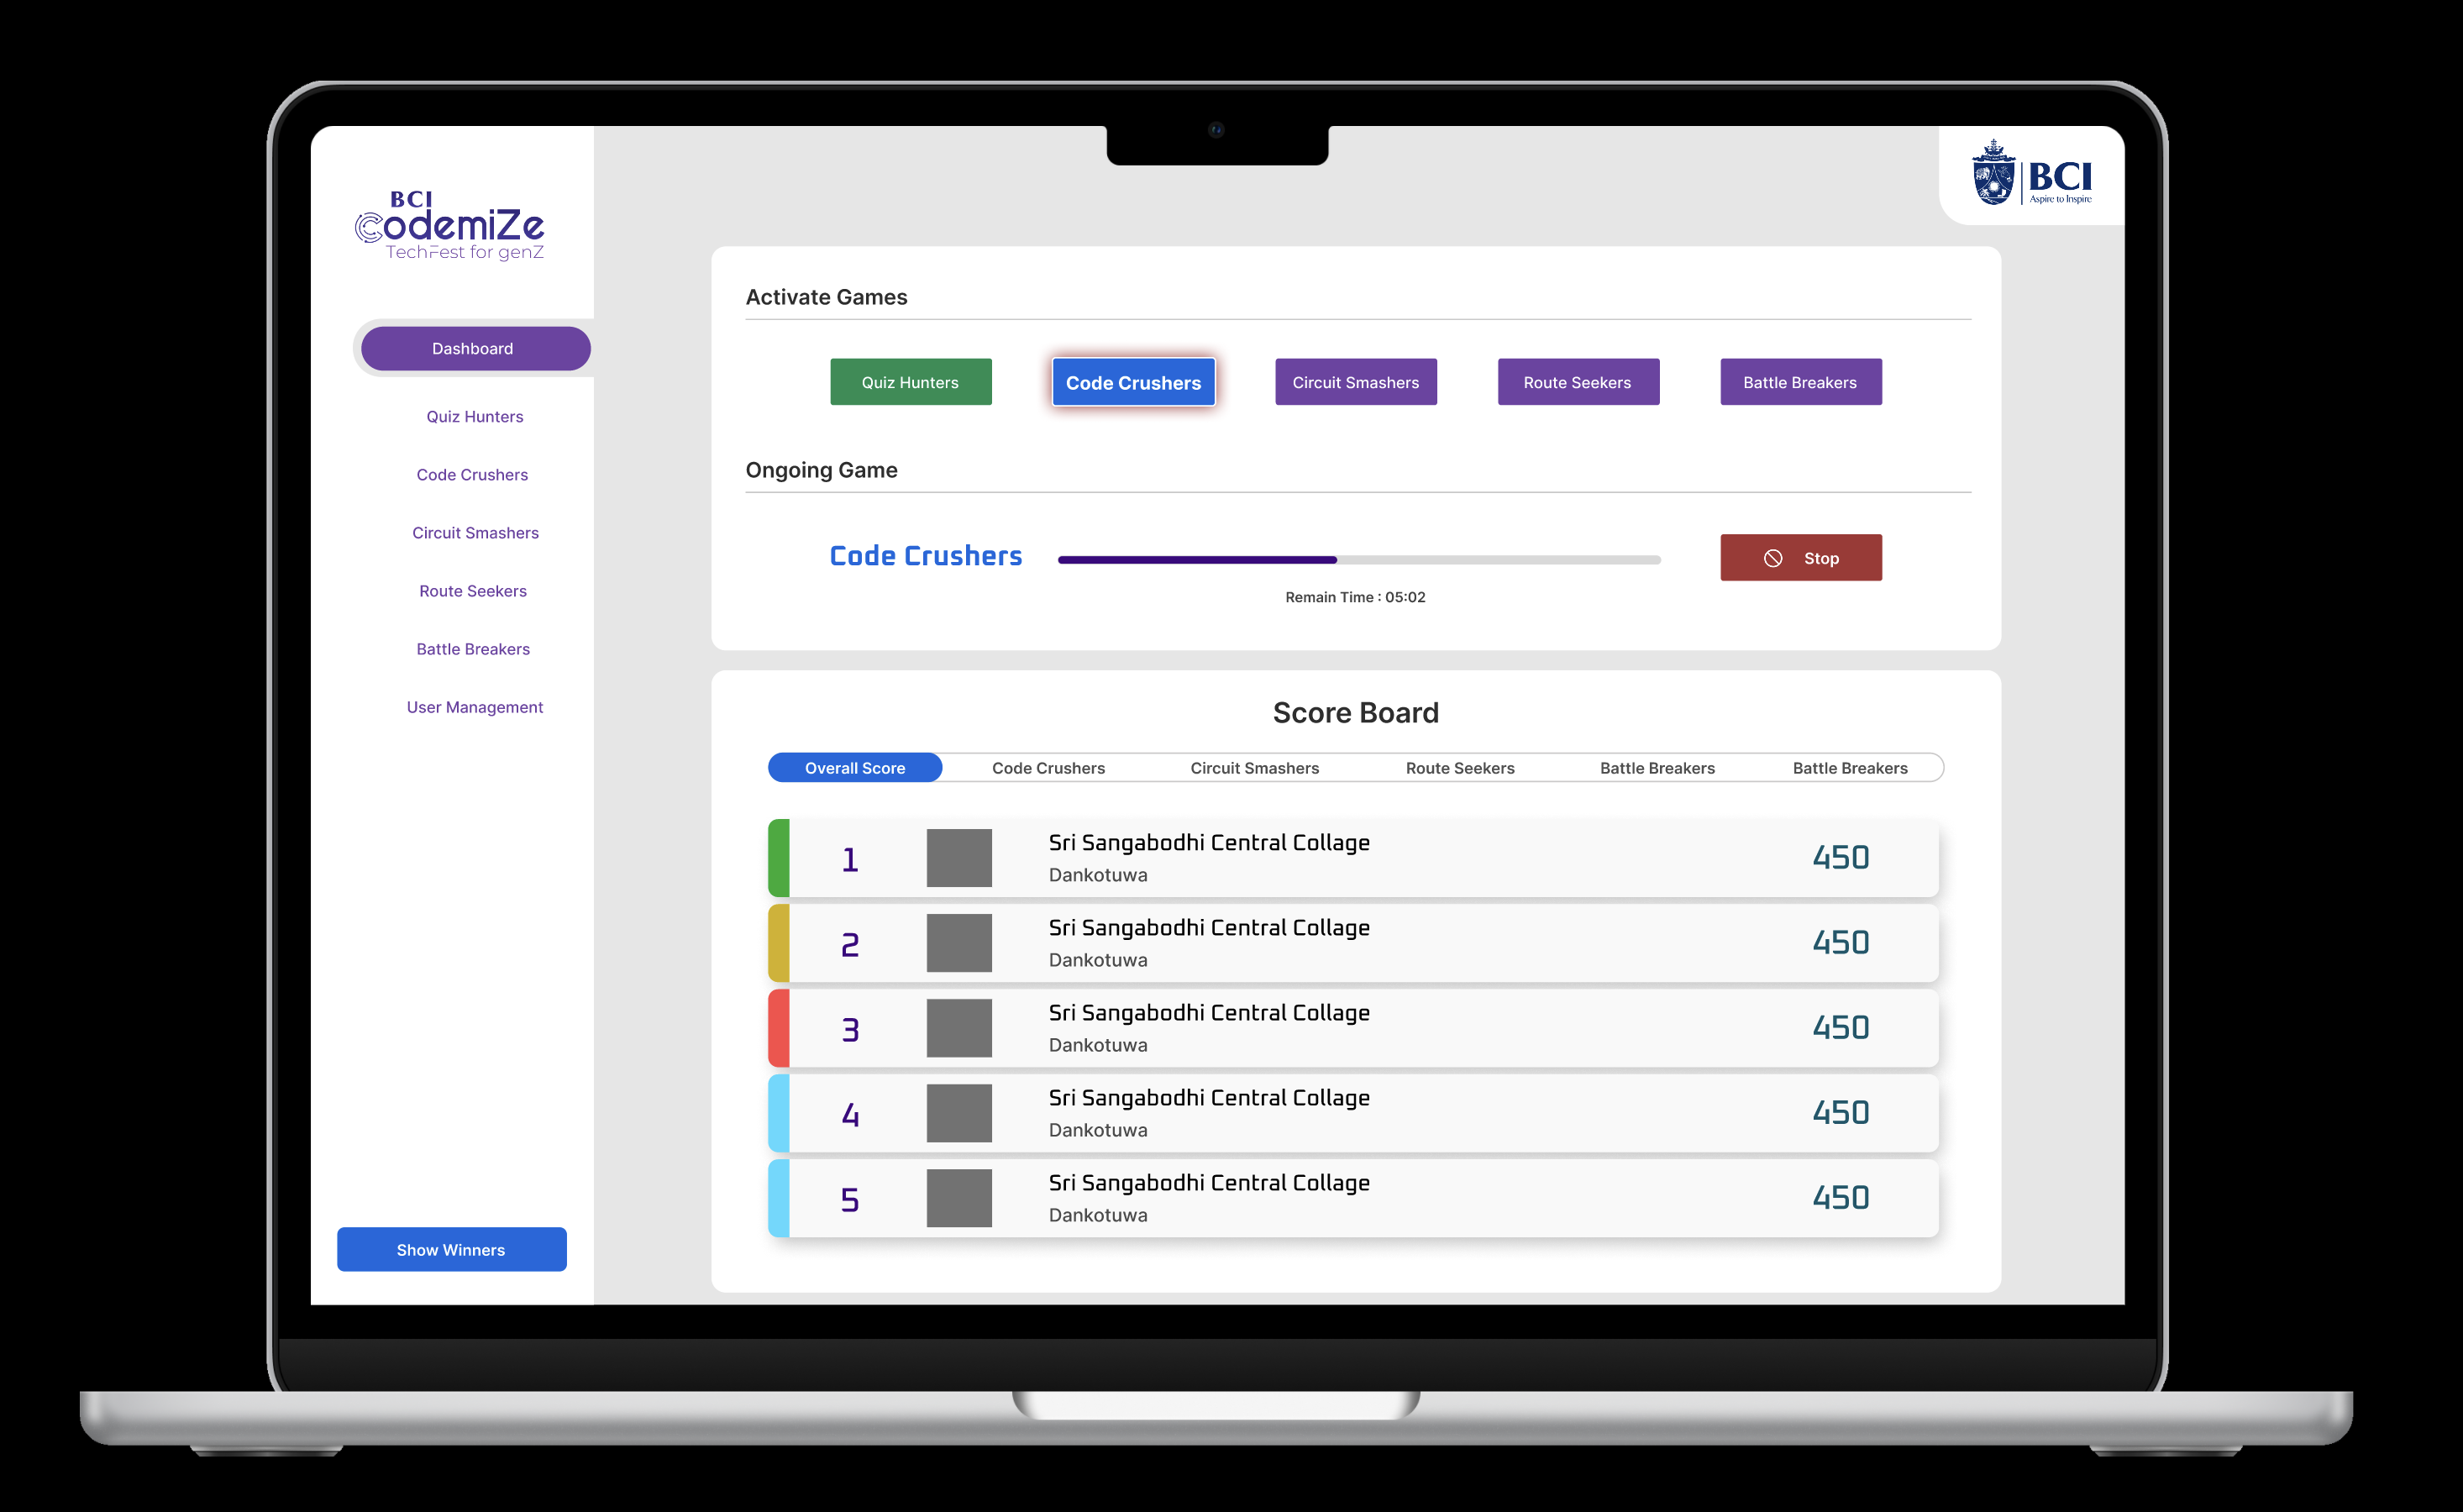 BCI
CodemiZe
TechFest for genZ
Dashboard
Quiz Hunters
Code Crushers
Circuit Smashers
Route Seekers
Battle Breakers
User Management
Show Winners
BCI
Aspire to Inspire
Activate Games
Quiz Hunters
Code Crushers
Circuit Smashers
Route Seekers
Battle Breakers
Ongoing Game
Code Crushers
Remain Time : 05:02
Stop
Score Board
Overall Score
Code Crushers
Circuit Smashers
Route Seekers
Battle Breakers
Battle Breakers
1
Sri Sangabodhi Central Collage
Dankotuwa
450
2
Sri Sangabodhi Central Collage
Dankotuwa
450
3
Sri Sangabodhi Central Collage
Dankotuwa
450
4
Sri Sangabodhi Central Collage
Dankotuwa
450
5
Sri Sangabodhi Central Collage
Dankotuwa
450